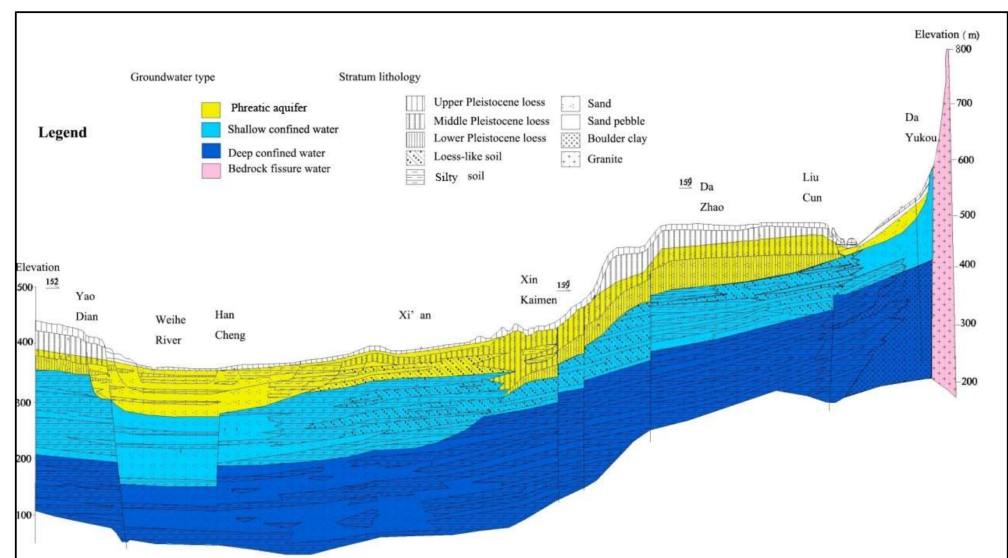 Elevation ( m)
800
Groundwater type
Stratum lithology
Legend
Phreatic aquifer
Shallow confined water
Deep confined water
Bedrock fissure water
Upper Pleistocene loess
Middle Pleistocene loess
Lower Pleistocene loess
Loess-like soil
Silty soil
Sand
Sand pebble
Boulder clay
Granite
700
Da
Yukou
600
Liu
Cun
Da
Zhao
500
400
300
200
Elevation
500
Yao
Dian
Weihe
River
Han
Cheng
Xi’ an
Xin
Kaimen
400
300
200
100